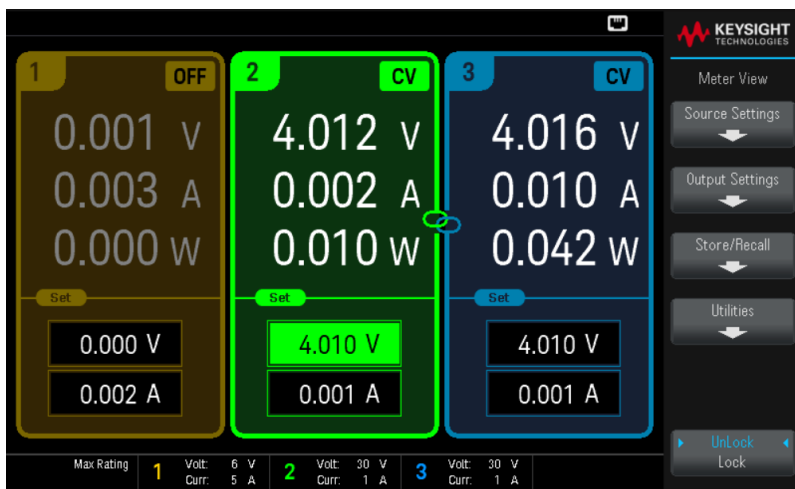 KEYSIGHT
TECHNOLOGIES
1 OFF
0.001 V
0.003 A
0.000 W
Set
0.000 V
0.002 A
2 CV
4.012 V
0.002 A
0.010 W
Set
4.010 V
0.001 A
3 CV
4.016 V
0.010 A
0.042 W
Set
4.010 V
0.001 A
Meter View
Source Settings
Output Settings
Store/Recall
Utilities
UnLock
Lock
Max Rating
1 Volt: 6 V
Curr: 5 A
2 Volt: 30 V
Curr: 1 A
3 Volt: 30 V
Curr: 1 A